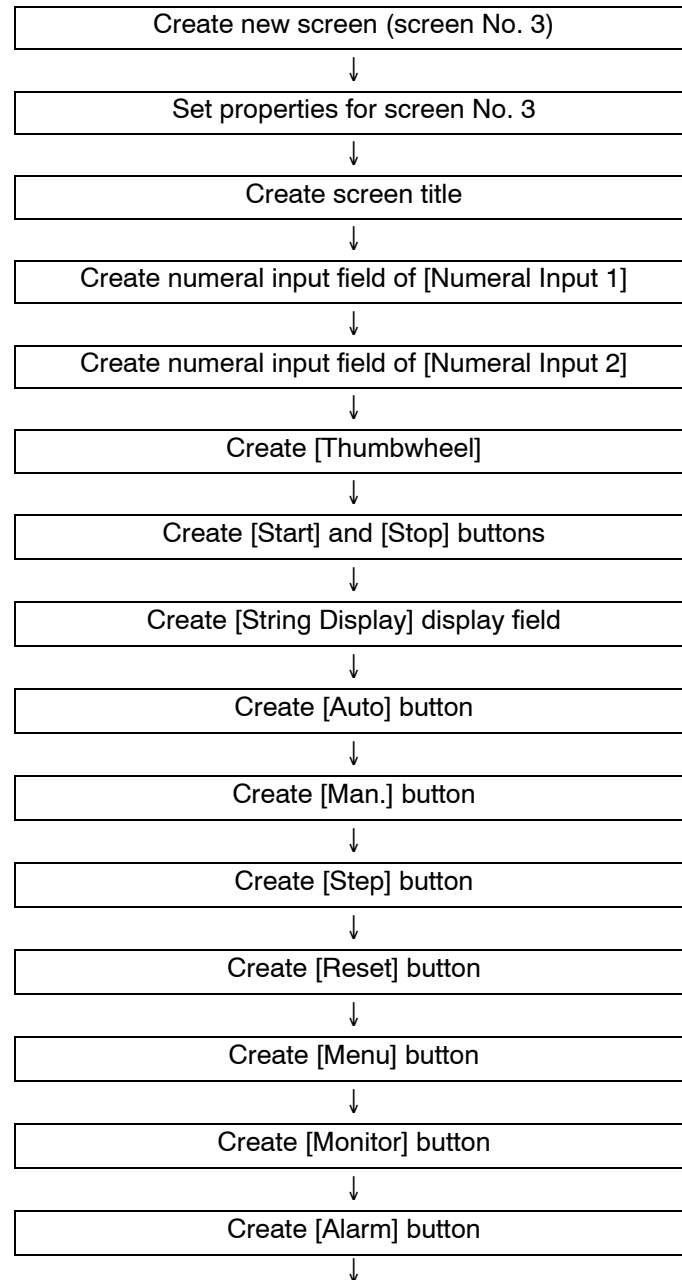 Create new screen (screen No. 3)
Set properties for screen No. 3
Create screen title
Create numeral input field of [Numeral Input 1]
Create numeral input field of [Numeral Input 2]
Create [Thumbwheel]
Create [Start] and [Stop] buttons
Create [String Display] display field
Create [Auto] button
Create [Man.] button
Create [Step] button
Create [Reset] button
Create [Menu] button
Create [Monitor] button
Create [Alarm] button